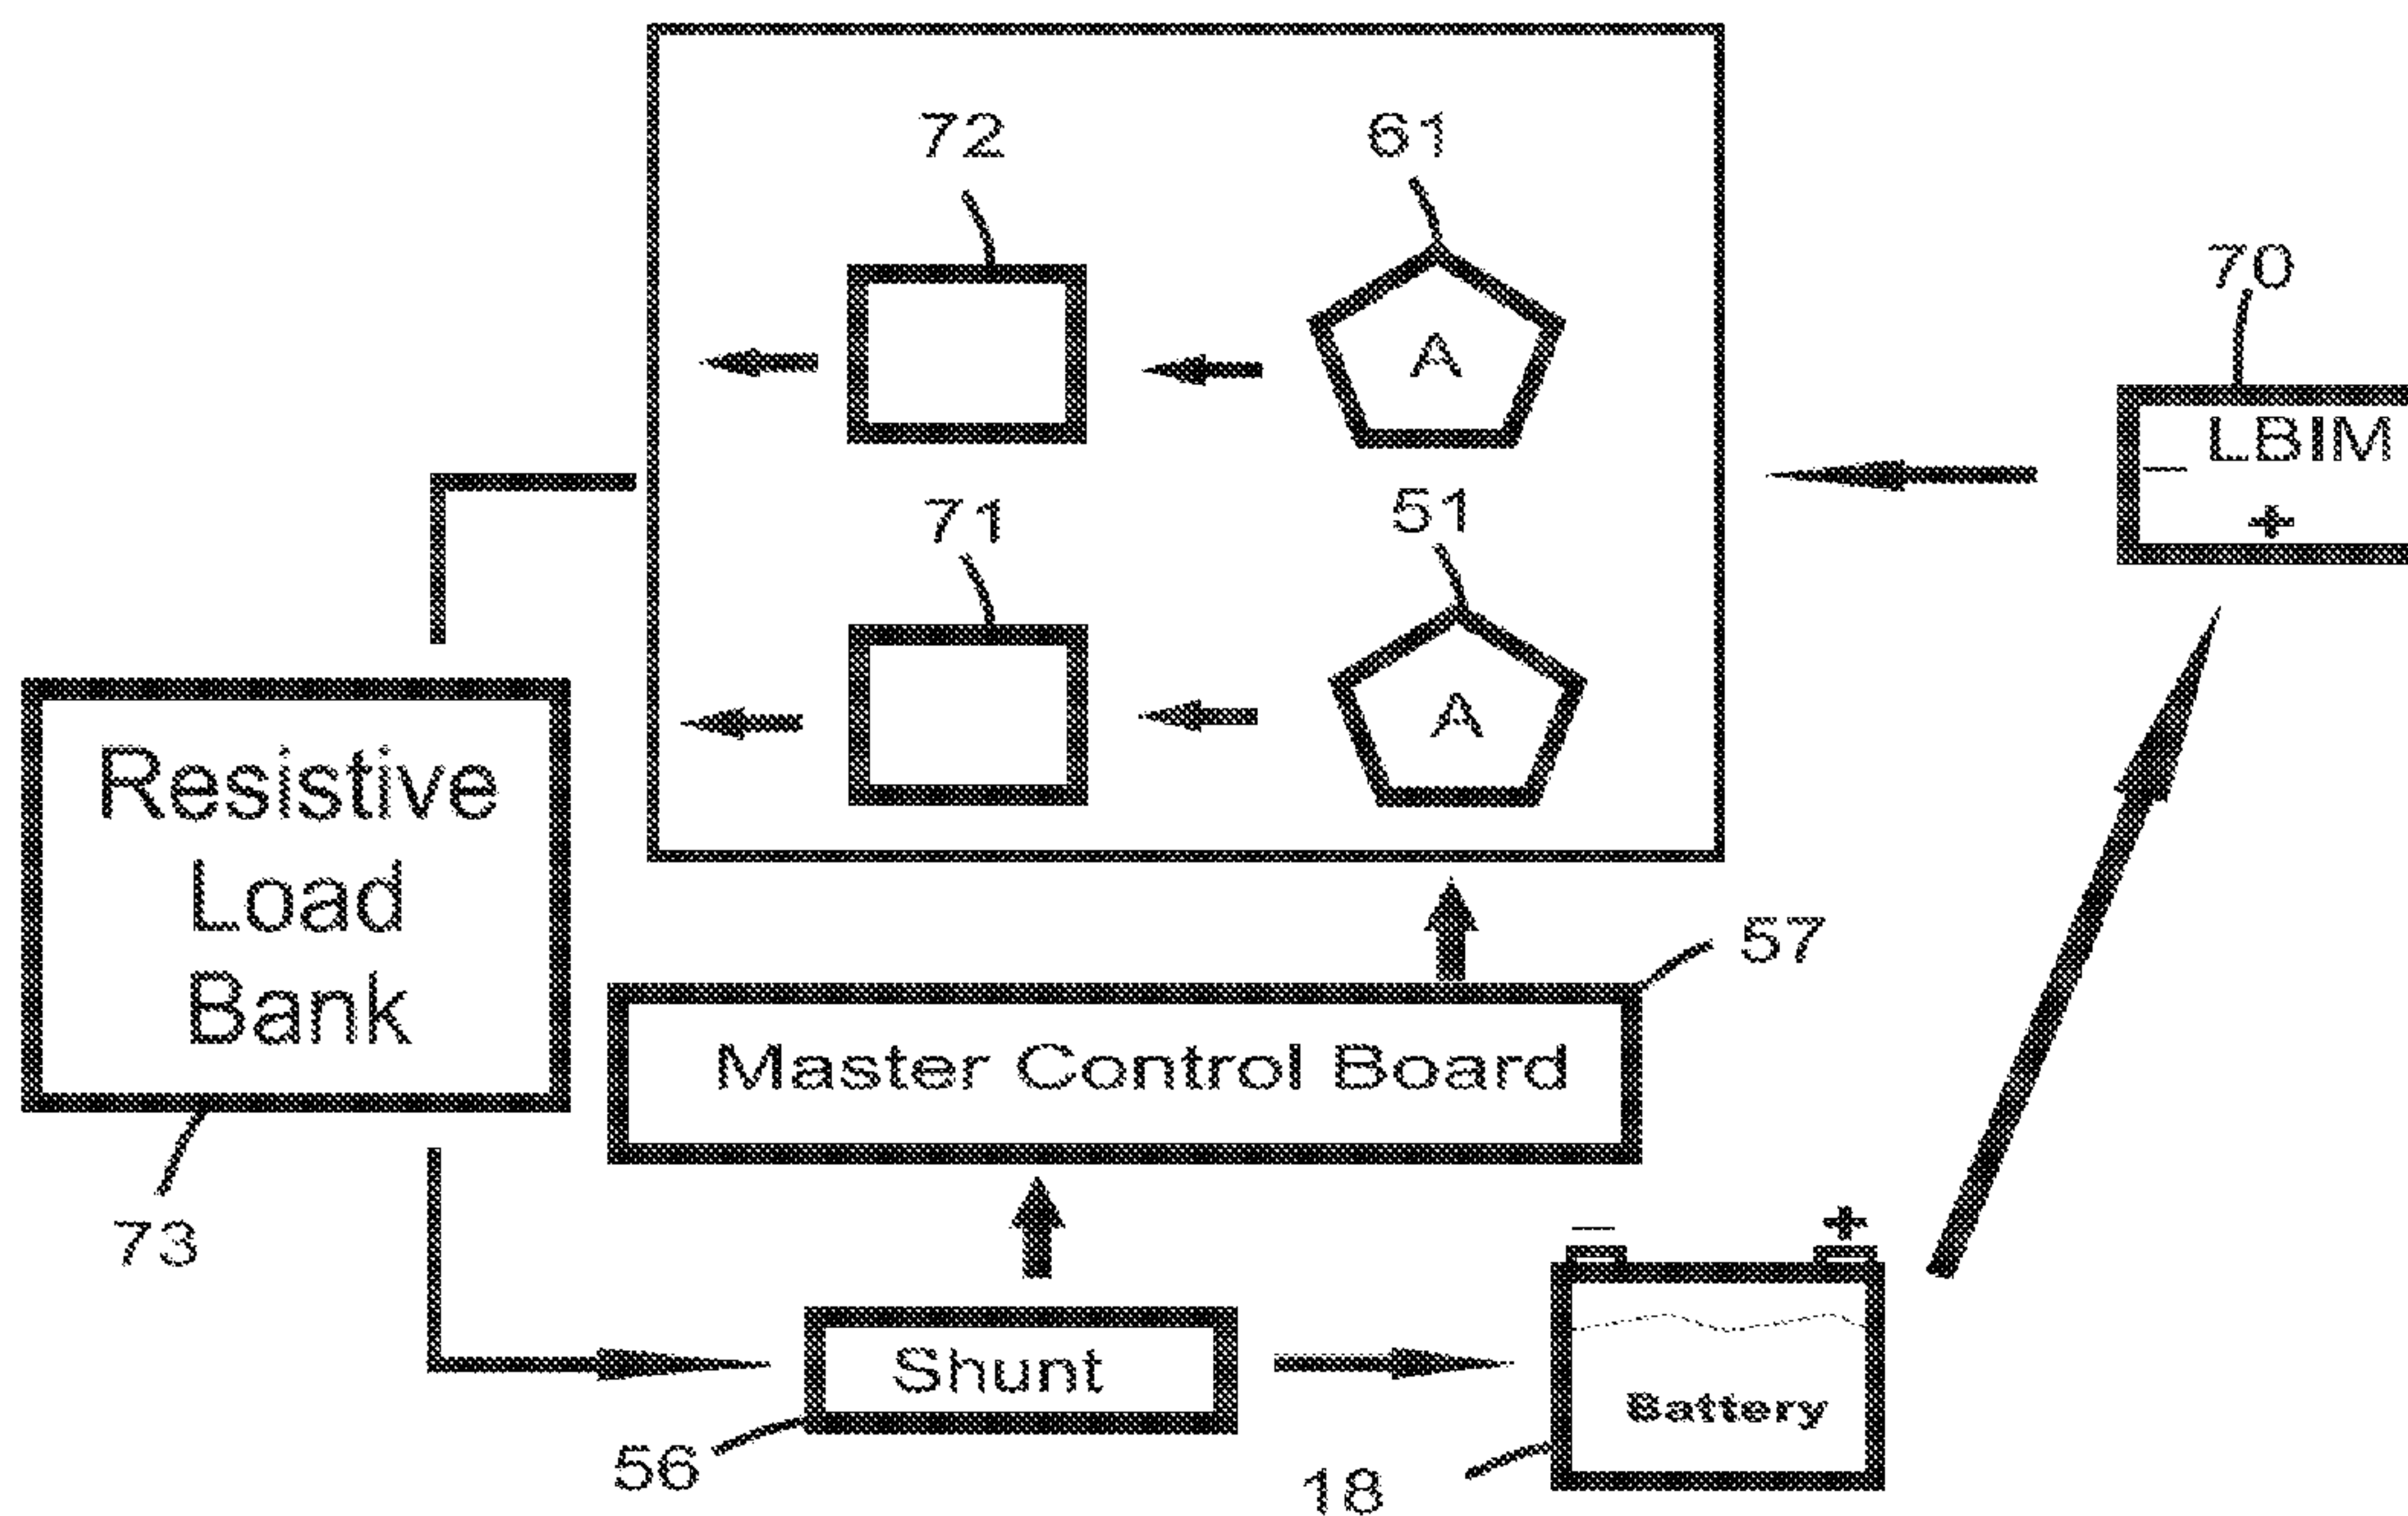 72
61
A
70
− LBIM
+
71
51
A
Resistive
Load
Bank
57
Master Control Board
73
− +
Shunt
Battery
56
18